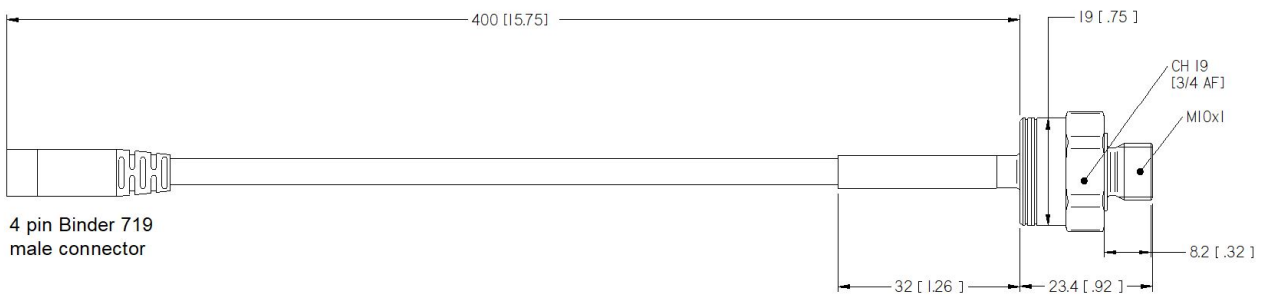 400 [15.75]
19 [ .75 ]
CH 19
[3/4 AF]
M10x1
4 pin Binder 719
male connector
8.2 [ .32 ]
32 [ 1.26 ]
23.4 [ .92 ]